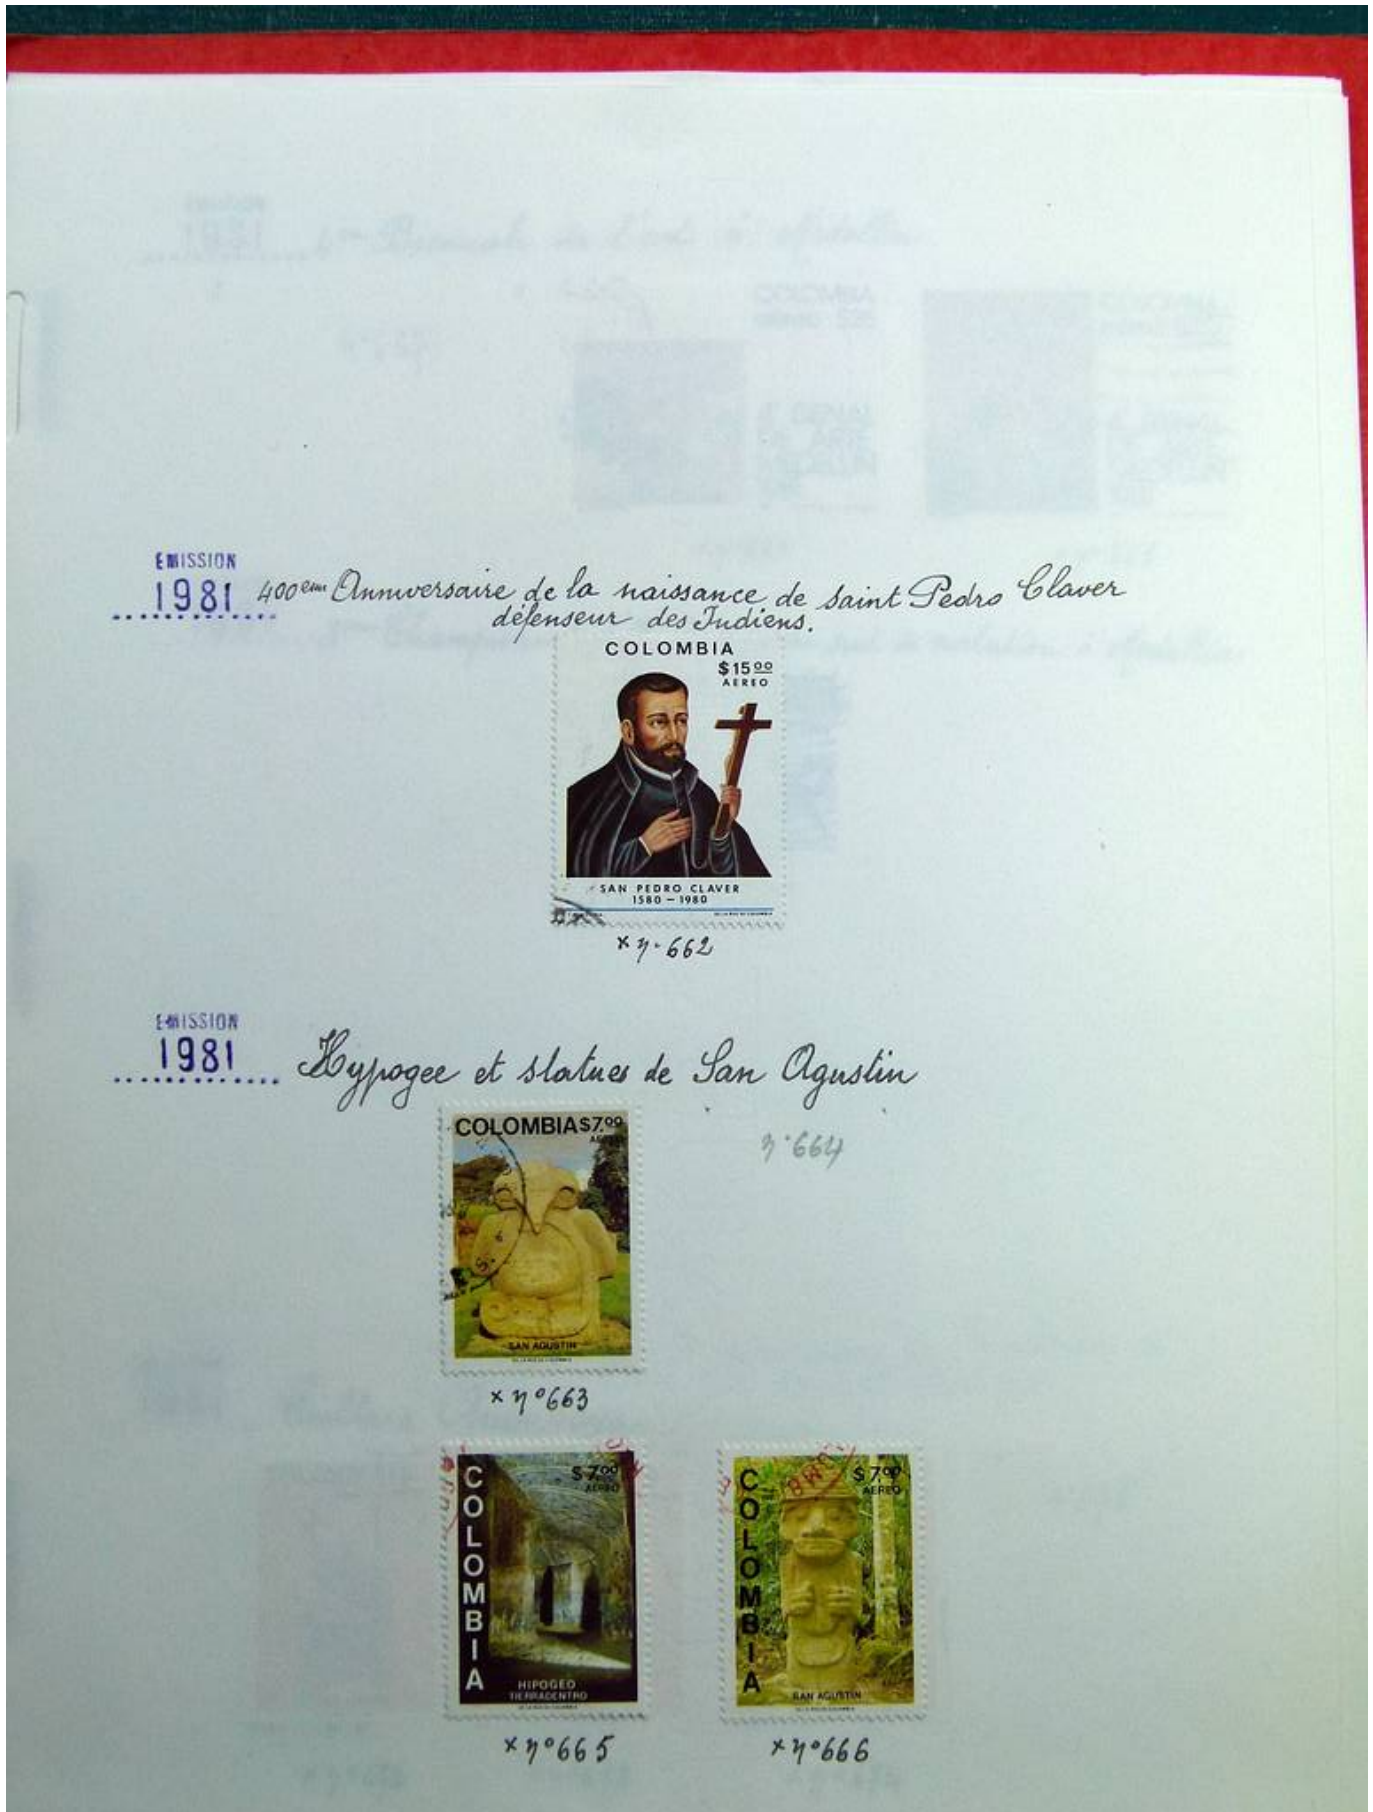 EMISSION
1981 400eme Anniversaire de la naissance de saint Pedro Claver
défenseur des Indiens.
COLOMBIA
$15.00
AEREO
SAN PEDRO CLAVER
1580 - 1980
x n° 662
EMISSION
1981 Hypogee et statues de San Agustin
COLOMBIA $7.00
AEREO
SAN AGUSTIN
n° 664
x n° 663
COLOMBIA
$7.00
AEREO
HIPOGEO
TIERRADENTRO
x n° 665
COLOMBIA
$7.00
AEREO
SAN AGUSTIN
x n° 666